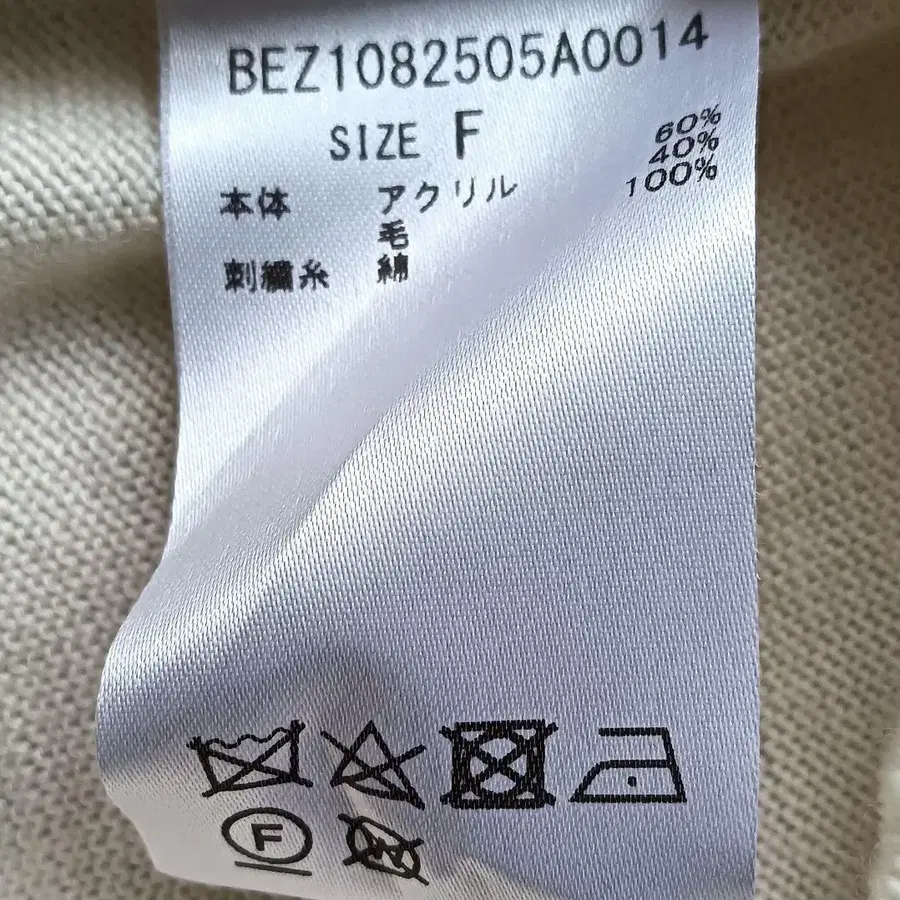 BEZ1082505A0014
SIZE F
本体 アクリル 60%
毛 40%
刺繍糸 綿 100%
F
W